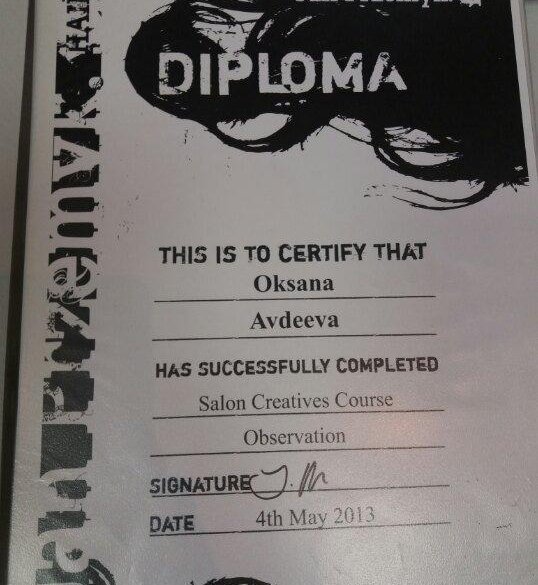 DIPLOMA
THIS IS TO CERTIFY THAT
Oksana
Avdeeva
HAS SUCCESSFULLY COMPLETED
Salon Creatives Course
Observation
SIGNATURE
DATE 4th May 2013